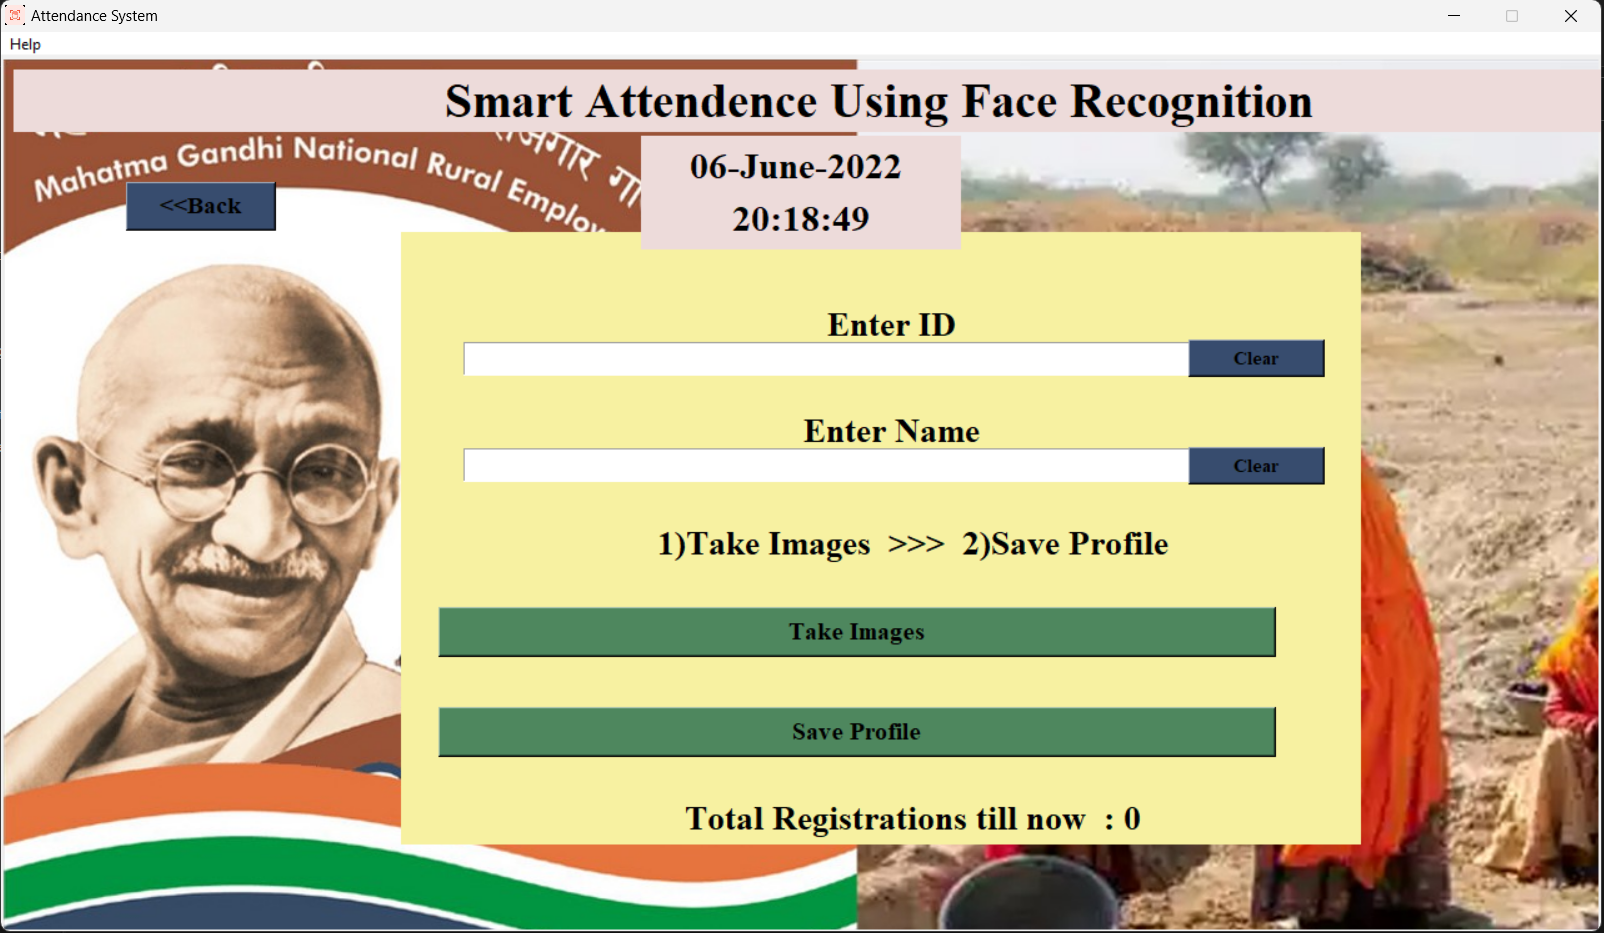 Attendance System
Help
Smart Attendence Using Face Recognition
Mahatma Gandhi National Rural Employ
06-June-2022
20:18:49
<<Back
Enter ID
Clear
Enter Name
Clear
1)Take Images >>> 2)Save Profile
Take Images
Save Profile
Total Registrations till now : 0